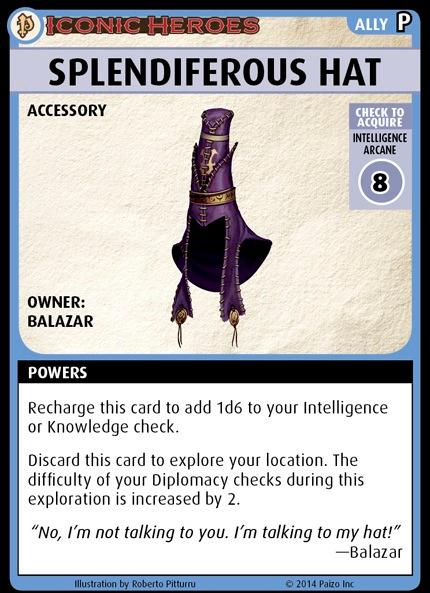 ICONIC HEROES
ALLY P
SPLENDIFEROUS HAT
ACCESSORY
CHECK TO
ACQUIRE
INTELLIGENCE
ARCANE
8
OWNER:
BALAZAR
POWERS
Recharge this card to add 1d6 to your Intelligence
or Knowledge check.
Discard this card to explore your location. The
difficulty of your Diplomacy checks during this
exploration is increased by 2.
“No, I’m not talking to you. I’m talking to my hat!”
—Balazar
Illustration by Roberto Pitturru © 2014 Paizo Inc